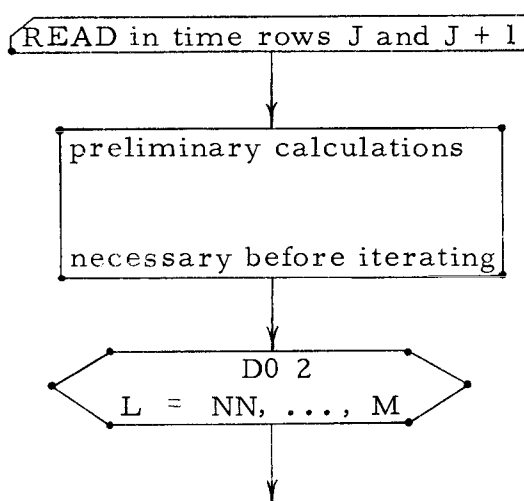 READ in time rows J and J + 1
preliminary calculations
necessary before iterating
D0 2
L = NN, ..., M